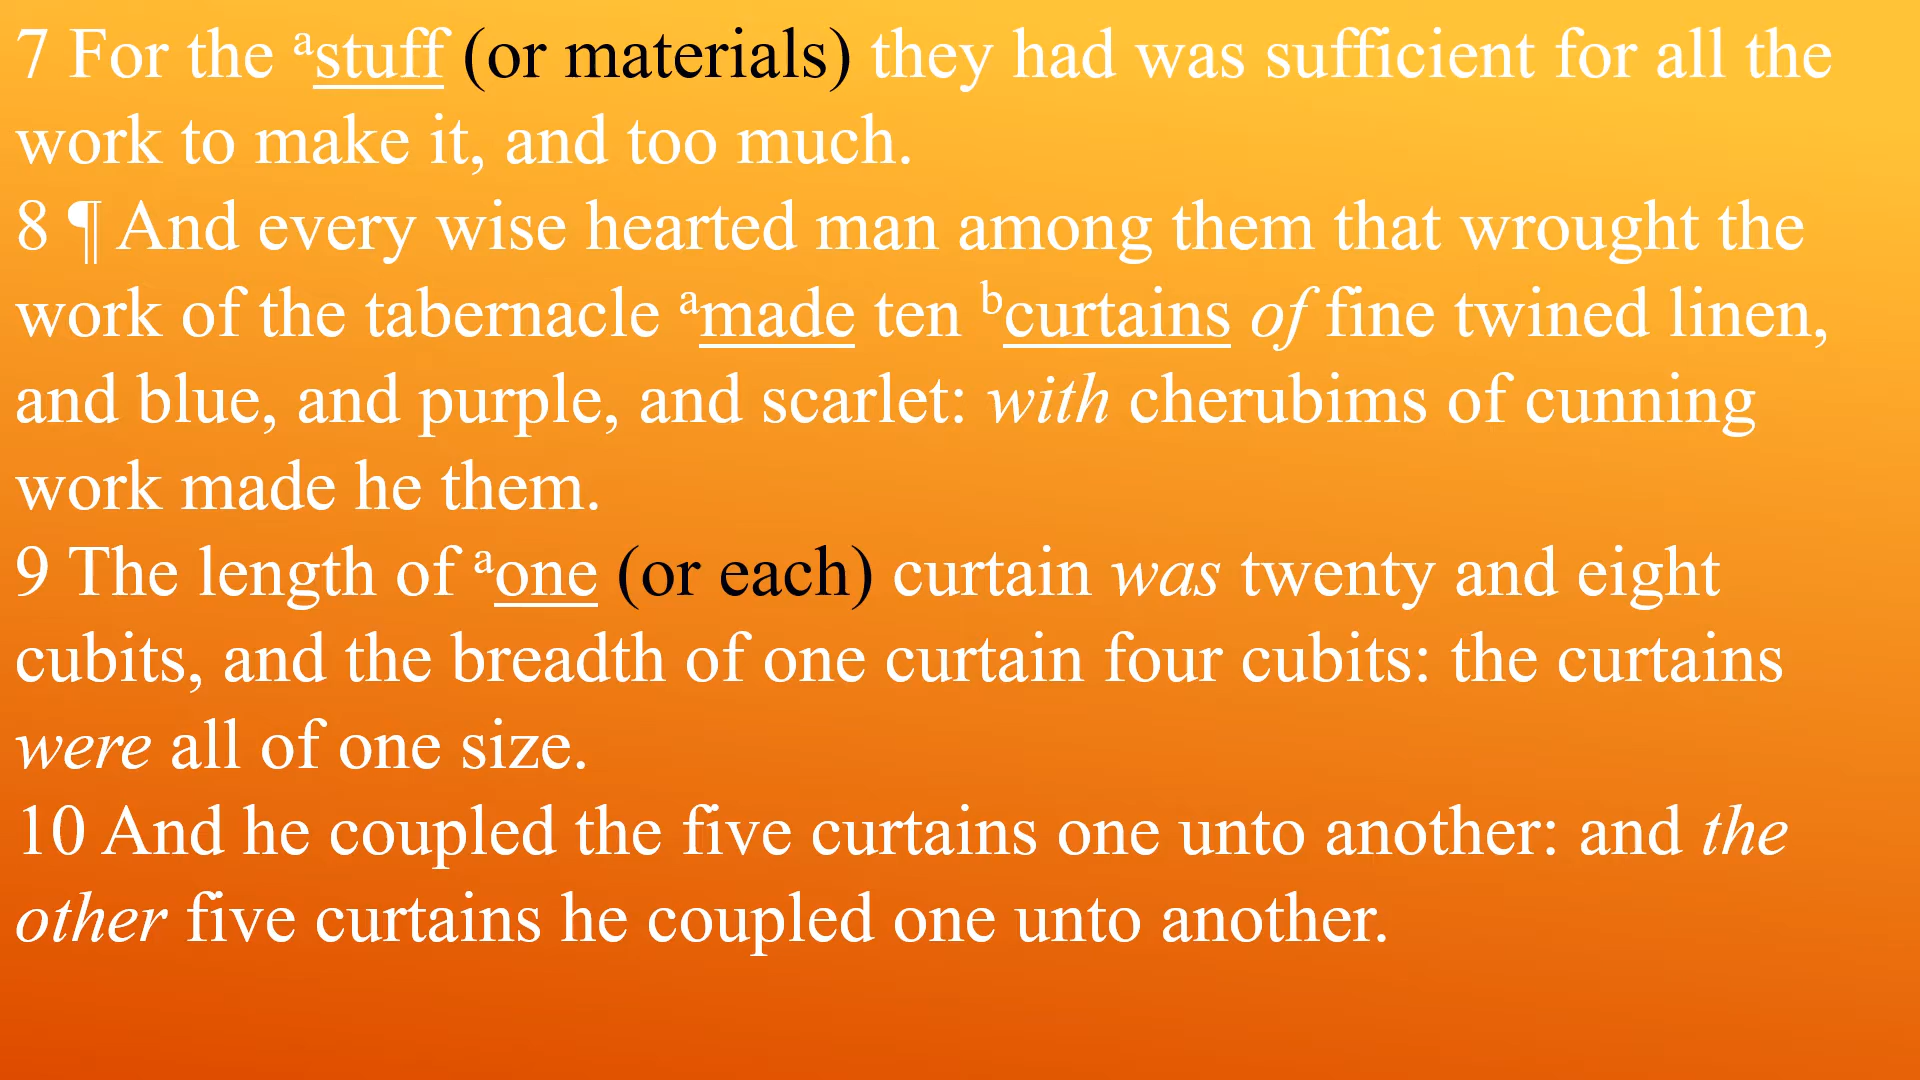 7 For the ᵃstuff (or materials) they had was sufficient for all the
work to make it, and too much.
8 ¶ And every wise hearted man among them that wrought the
work of the tabernacle ᵃmade ten ᵇcurtains of fine twined linen,
and blue, and purple, and scarlet: with cherubims of cunning
work made he them.
9 The length of ᵃone (or each) curtain was twenty and eight
cubits, and the breadth of one curtain four cubits: the curtains
were all of one size.
10 And he coupled the five curtains one unto another: and the
other five curtains he coupled one unto another.